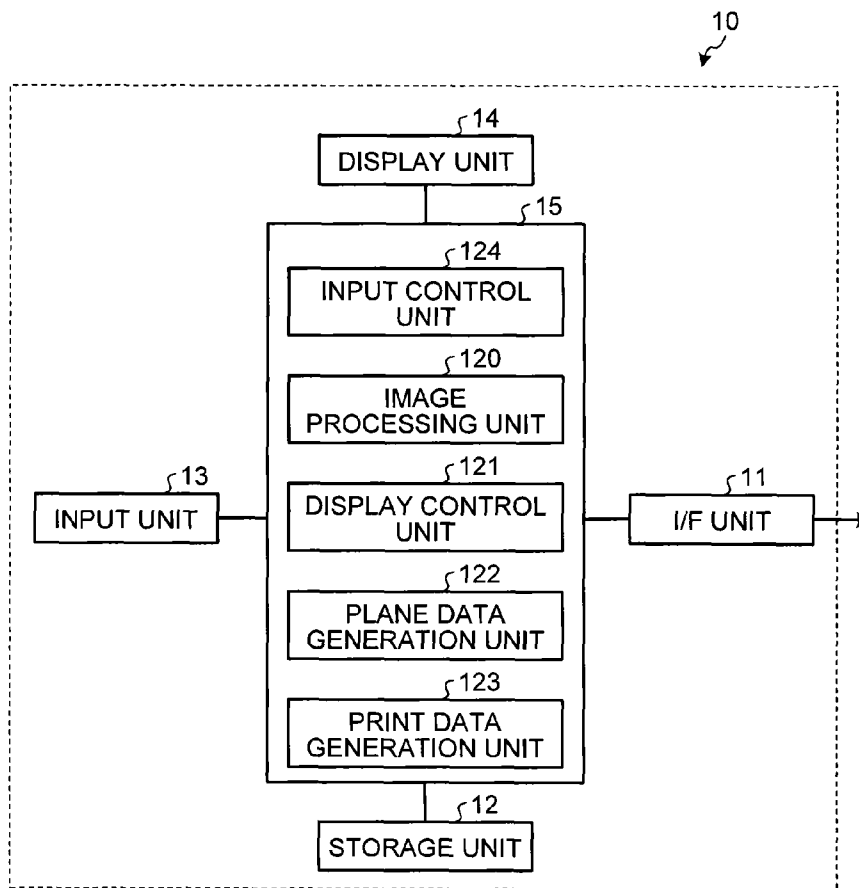 10
14
DISPLAY UNIT
15
124
INPUT CONTROL
UNIT
120
IMAGE
PROCESSING UNIT
13
INPUT UNIT
121
DISPLAY CONTROL
UNIT
11
I/F UNIT
122
PLANE DATA
GENERATION UNIT
123
PRINT DATA
GENERATION UNIT
12
STORAGE UNIT